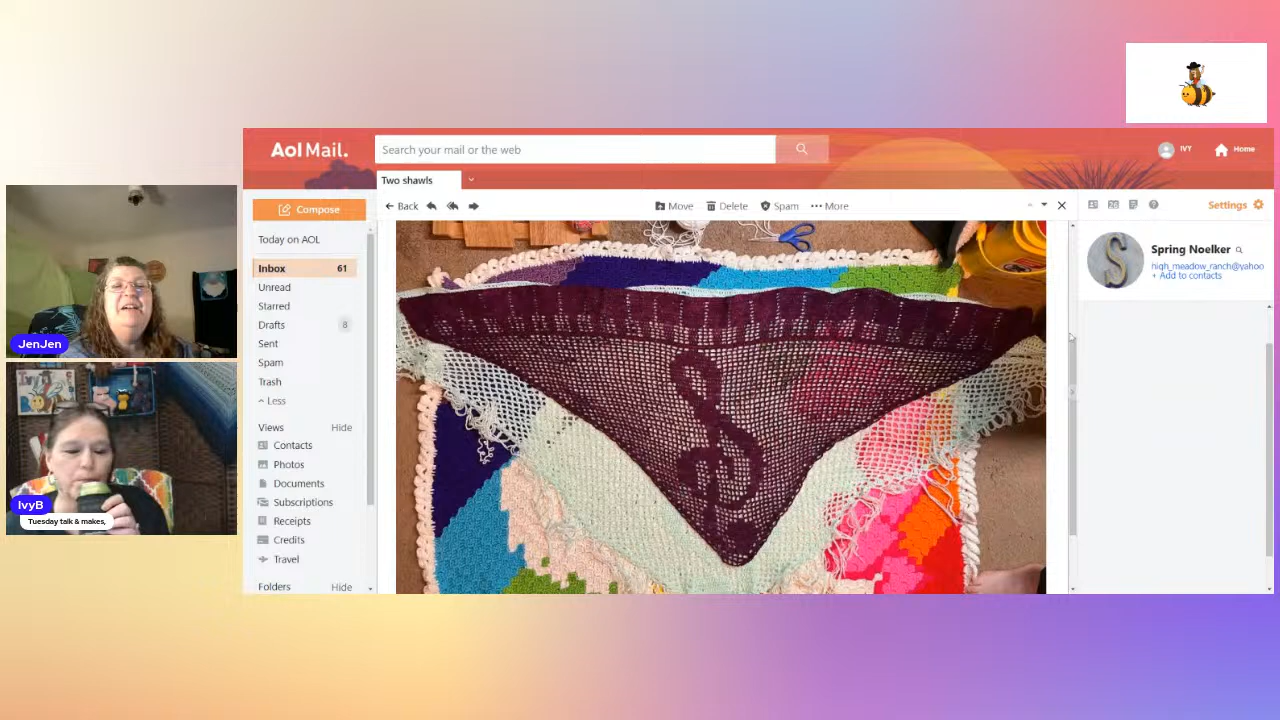 Aol Mail.
Search your mail or the web
IVY
Home
Two shawls
Compose
Back
Move
Delete
Spam
More
Settings
Today on AOL
Inbox 61
Unread
Starred
Drafts 8
Sent
Spam
Trash
Less
Views Hide
Contacts
Photos
Documents
Subscriptions
Receipts
Credits
Travel
Folders Hide
S
Spring Noelker
high_meadow_ranch@yahoo
+ Add to contacts
JenJen
IvyB
Tuesday talk & makes,